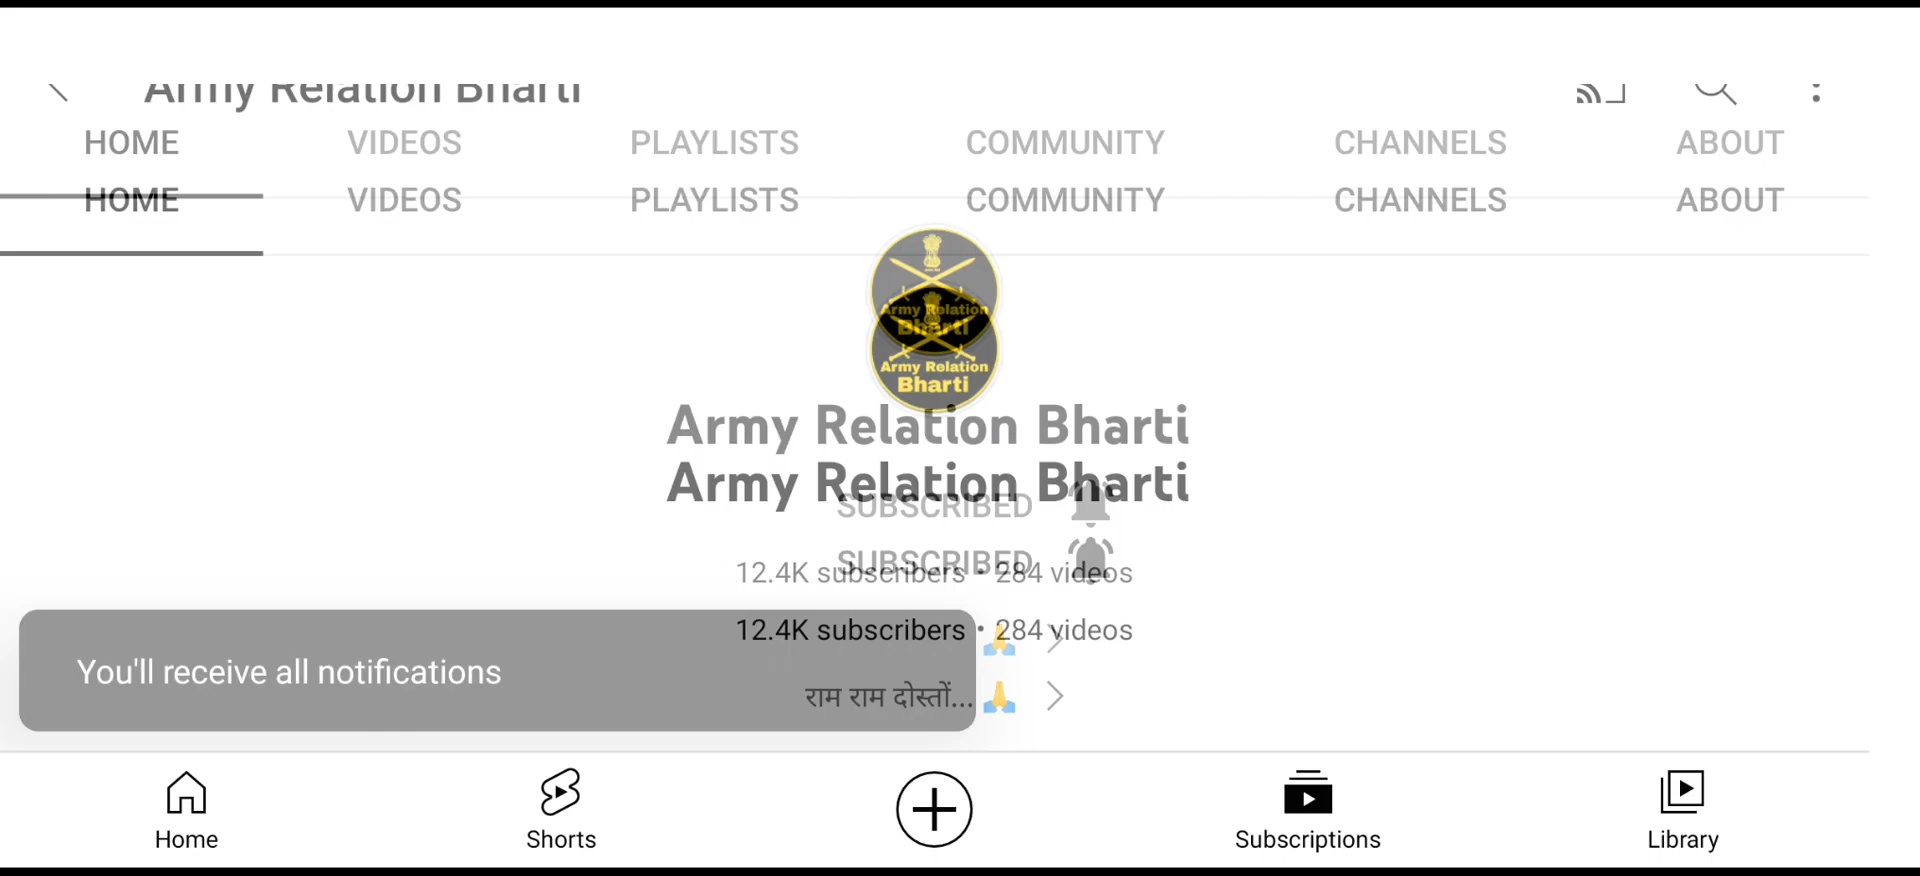 Army Relation Bharti
HOME VIDEOS PLAYLISTS COMMUNITY CHANNELS ABOUT
HOME VIDEOS PLAYLISTS COMMUNITY CHANNELS ABOUT
Army Relation
Bharti
Army Relation
Bharti
Army Relation Bharti
Army Relation Bharti
SUBSCRIBED
SUBSCRIBED
12.4K subscribers • 284 videos
12.4K subscribers • 284 videos
You'll receive all notifications
राम राम दोस्तों... 🙏
Home Shorts Subscriptions Library